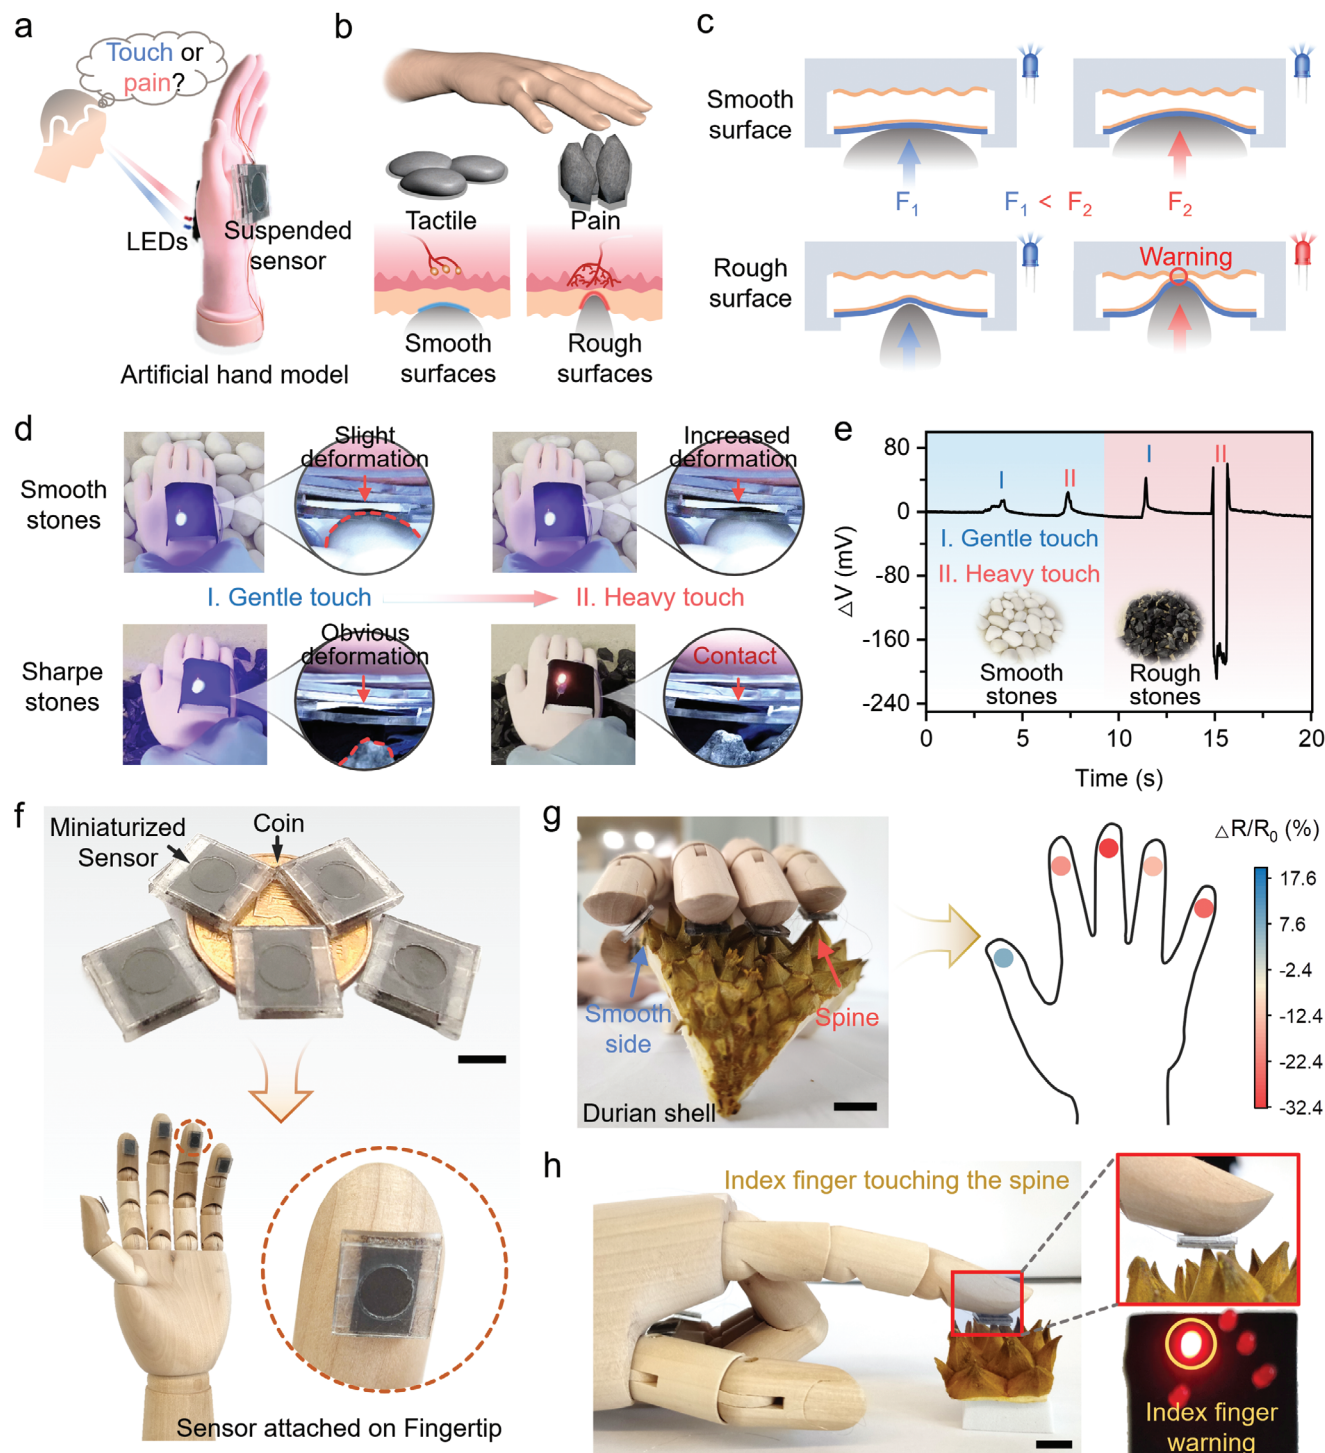 a
Touch or
pain?
LEDs
Suspended
sensor
Artificial hand model
b
Tactile
Pain
Smooth
surfaces
Rough
surfaces
c
Smooth
surface
F1
F1 < F2
F2
Rough
surface
Warning
d
Smooth
stones
Slight
deformation
Increased
deformation
I. Gentle touch
II. Heavy touch
Sharpe
stones
Obvious
deformation
Contact
e
80
0
-80
-160
-240
△V (mV)
I
II
I
II
I. Gentle touch
II. Heavy touch
Smooth
stones
Rough
stones
0
5
10
15
20
Time (s)
f
Miniaturized
Sensor
Coin
Sensor attached on Fingertip
g
Smooth
side
Spine
Durian shell
△R/R0 (%)
17.6
7.6
-2.4
-12.4
-22.4
-32.4
h
Index finger touching the spine
Index finger
warning